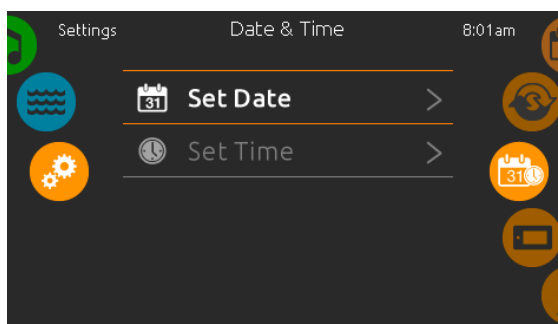 Settings
Date & Time
8:01am
31
Set Date
Set Time
31